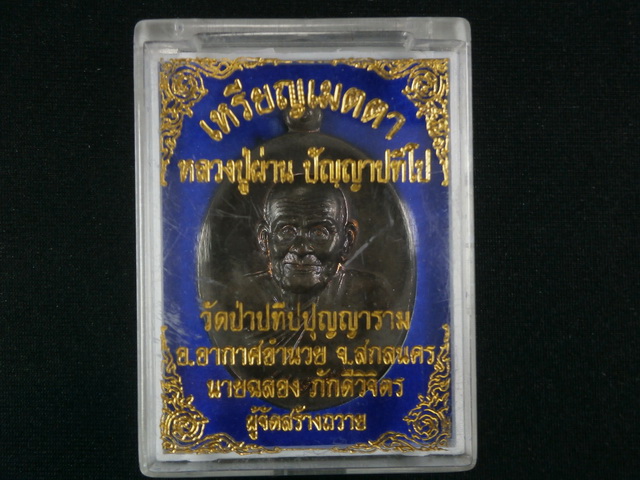 เหรียญเมตตา
หลวงปู่ผ่าน ปัญญาปทีโป
วัดป่าปทีปปุญญาราม
อ.อากาศอำนวย จ.สกลนคร
นายฉลอง ภักดีวิจิตร
ผู้จัดสร้างถวาย